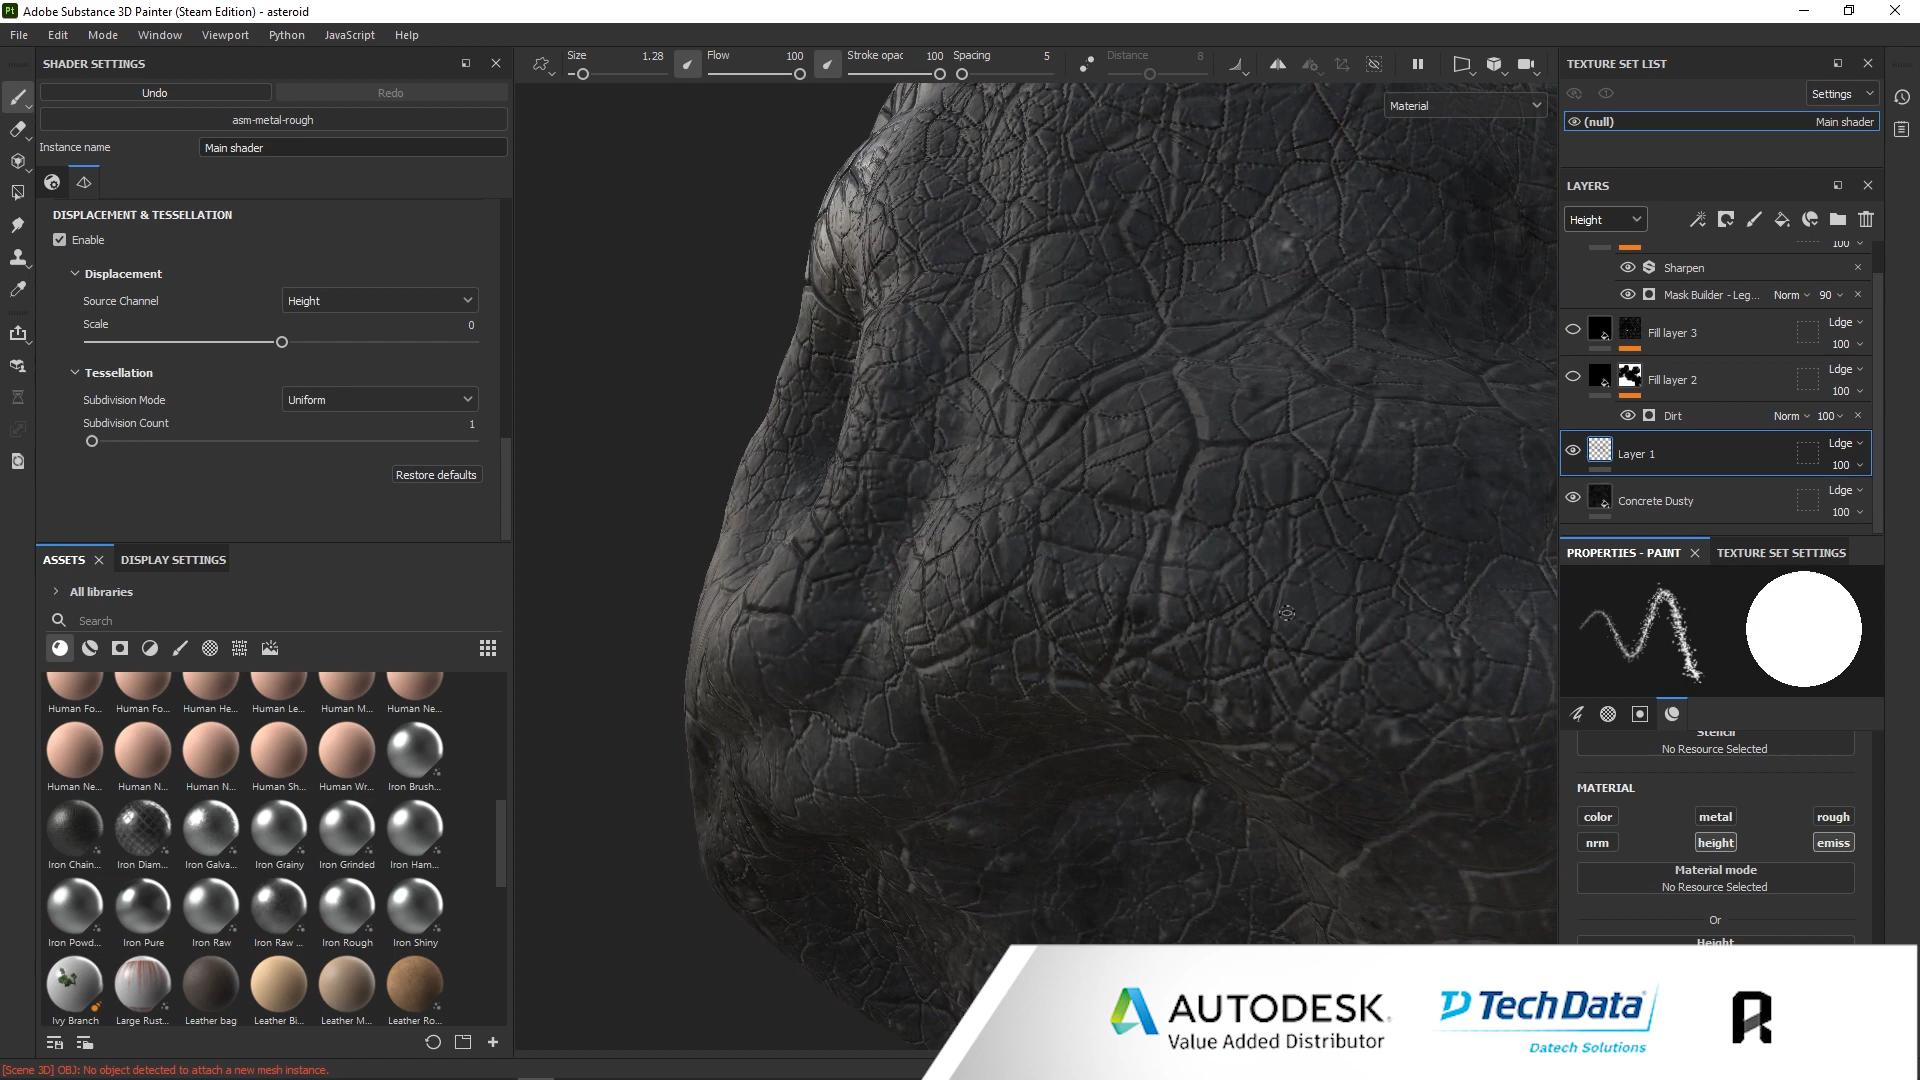 Pt Adobe Substance 3D Painter (Steam Edition) - asteroid
File Edit Mode Window Viewport Python JavaScript Help
SHADER SETTINGS
Undo Redo
asm-metal-rough
Instance name Main shader
DISPLACEMENT & TESSELLATION
Enable
Displacement
Source Channel Height
Scale 0
Tessellation
Subdivision Mode Uniform
Subdivision Count 1
Restore defaults
ASSETS DISPLAY SETTINGS
All libraries
Search
Human Fo... Human Fo... Human He... Human Le... Human M... Human Ne...
Human Ne... Human N... Human N... Human Sh... Human Wr... Iron Brush...
Iron Chain... Iron Diam... Iron Galva... Iron Grainy Iron Grinded Iron Ham...
Iron Powd... Iron Pure Iron Raw Iron Raw ... Iron Rough Iron Shiny
Ivy Branch Large Rust... Leather bag Leather Bi... Leather M... Leather Ro...
[Scene 3D] OBJ: No object detected to attach a new mesh instance.
Size 1.28 Flow 100 Stroke opac 100 Spacing 5 Distance 8
Material
TEXTURE SET LIST
Settings
(null) Main shader
LAYERS
Height
100
Sharpen
Mask Builder - Leg... Norm 90
Fill layer 3 Ldge 100
Fill layer 2 Ldge 100
Dirt Norm 100
Layer 1 Ldge 100
Concrete Dusty Ldge 100
PROPERTIES - PAINT TEXTURE SET SETTINGS
Stencil
No Resource Selected
MATERIAL
color metal rough
nrm height emiss
Material mode
No Resource Selected
Or
Height
AUTODESK.
Value Added Distributor
TechData
Datech Solutions